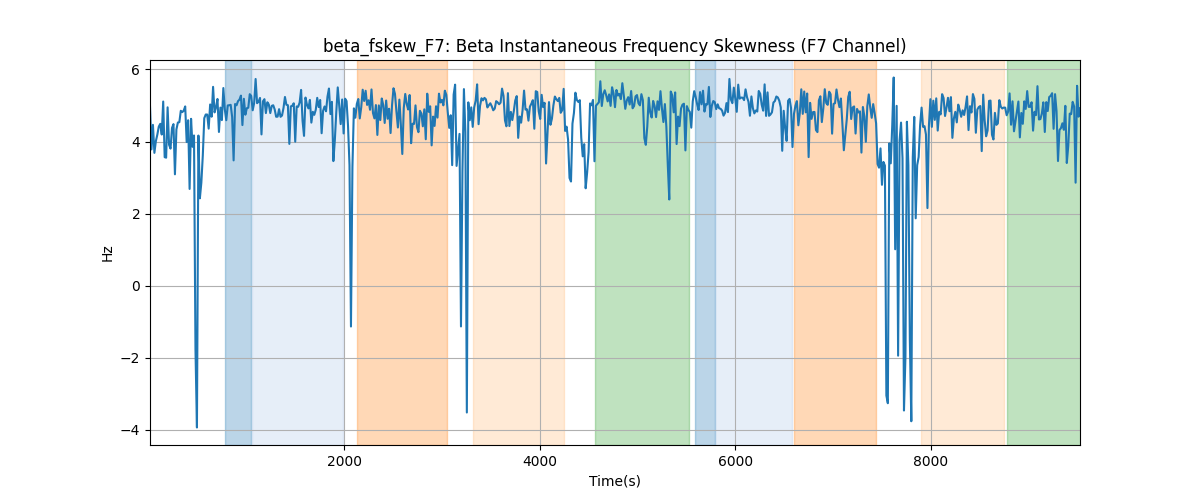 beta_fskew_F7: Beta Instantaneous Frequency Skewness (F7 Channel)
6
4
2
0
−2
−4
Hz
2000 4000 6000 8000
Time(s)